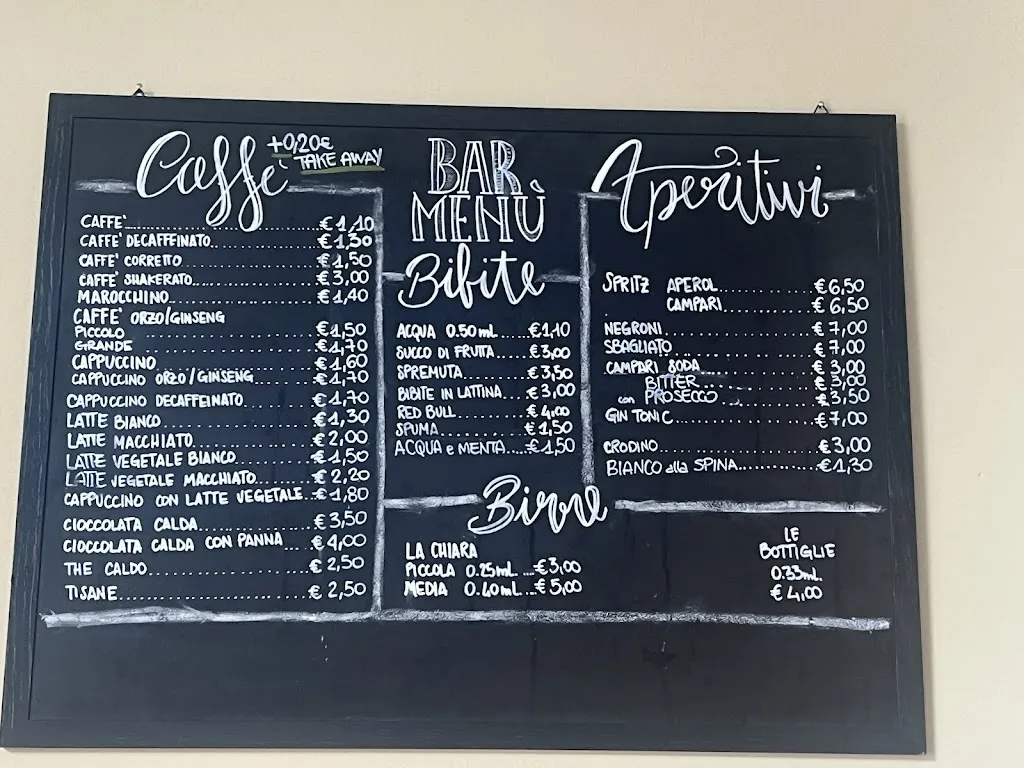 Caffè
+0,20€
TAKE AWAY
CAFFE'.......... € 1,10
CAFFE' DECAFFEINATO.......... € 1,30
CAFFE' CORRETTO.......... € 1,50
CAFFE' SHAKERATO.......... € 3,00
MAROCCHINO.......... € 1,40
CAFFE' ORZO/GINSENG
PICCOLO.......... € 1,50
GRANDE.......... € 1,70
CAPPUCCINO.......... € 1,60
CAPPUCCINO ORZO/GINSENG.......... € 1,70
CAPPUCCINO DECAFFEINATO.......... € 1,70
LATTE BIANCO.......... € 1,30
LATTE MACCHIATO.......... € 2,00
LATTE VEGETALE BIANCO.......... € 1,50
LATTE VEGETALE MACCHIATO.......... € 2,20
CAPPUCCINO CON LATTE VEGETALE... € 1,80
CIOCCOLATA CALDA.......... € 3,50
CIOCCOLATA CALDA CON PANNA... € 4,00
THE CALDO.......... € 2,50
TISANE.......... € 2,50
BAR
MENÙ
Bibite
ACQUA 0.50mL.... €1,10
SUCCO DI FRUTTA.... €3,00
SPREMUTA.......... €3,50
BIBITE IN LATTINA... €3,00
RED BULL.......... €4,00
SPUMA.......... €1,50
ACQUA e MENTA.... €1,50
Aperitivi
SPRITZ APEROL.......... €6,50
CAMPARI.......... €6,50
NEGRONI.......... €7,00
SBAGLIATO.......... €7,00
CAMPARI SODA.......... €3,00
BITTER.......... €3,00
con PROSECCO.......... €3,50
GIN TONIC.......... €7,00
CRODINO.......... €3,00
BIANCO alla SPINA.......... €1,30
Birre
LA CHIARA
PICCOLA 0.25mL... €3,00
MEDIA 0.40mL... €5,00
LE
BOTTIGLIE
0.33mL
€ 4,00